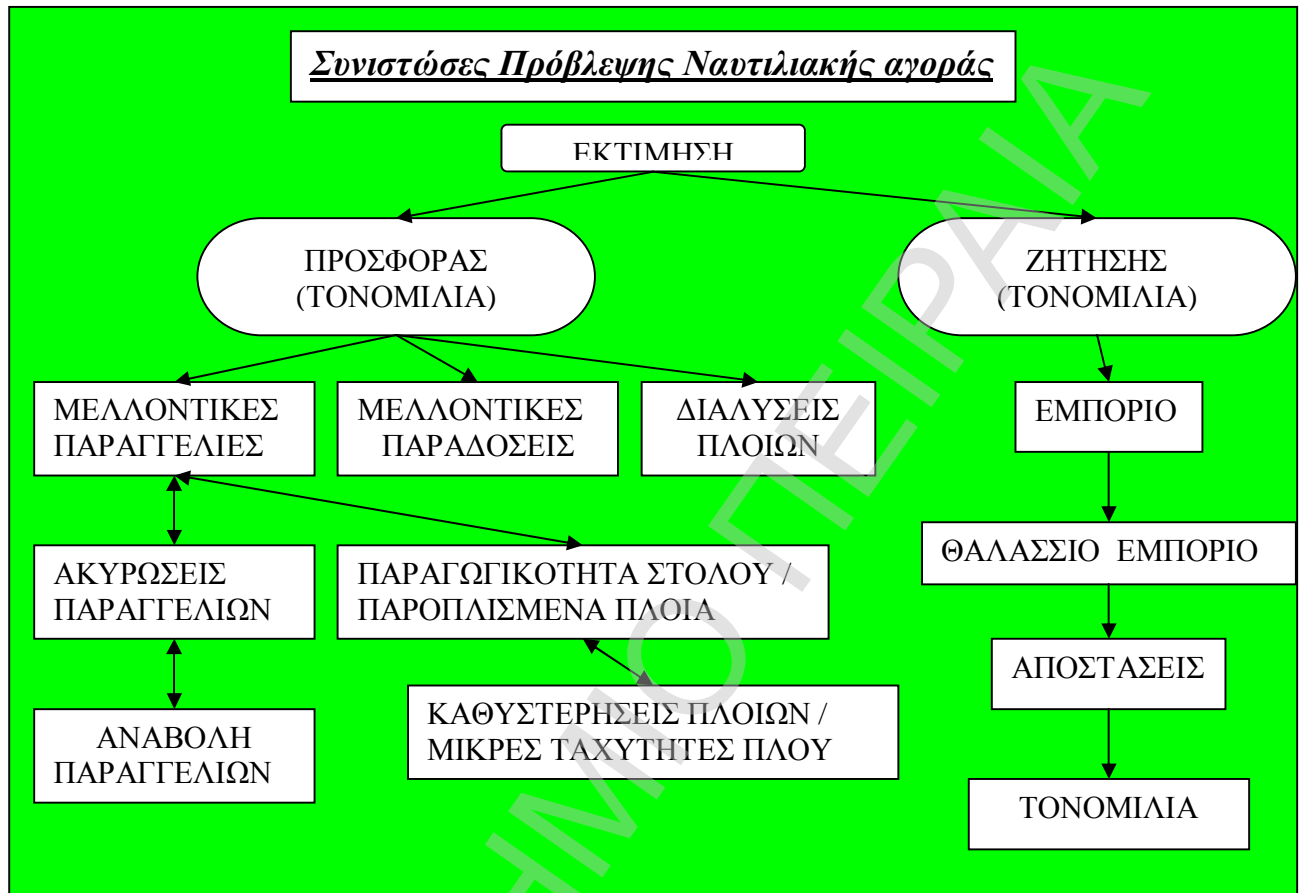 Συνιστώσες Πρόβλεψης Ναυτιλιακής αγοράς
ΕΚΤΙΜΗΣΗ
ΠΡΟΣΦΟΡΑΣ
(ΤΟΝΟΜΙΛΙΑ)
ΖΗΤΗΣΗΣ
(ΤΟΝΟΜΙΛΙΑ)
ΜΕΛΛΟΝΤΙΚΕΣ
ΠΑΡΑΓΓΕΛΙΕΣ
ΜΕΛΛΟΝΤΙΚΕΣ
ΠΑΡΑΔΟΣΕΙΣ
ΔΙΑΛΥΣΕΙΣ
ΠΛΟΙΩΝ
ΕΜΠΟΡΙΟ
ΘΑΛΑΣΣΙΟ ΕΜΠΟΡΙΟ
ΑΚΥΡΩΣΕΙΣ
ΠΑΡΑΓΓΕΛΙΩΝ
ΠΑΡΑΓΩΓΙΚΟΤΗΤΑ ΣΤΟΛΟΥ /
ΠΑΡΟΠΛΙΣΜΕΝΑ ΠΛΟΙΑ
ΑΠΟΣΤΑΣΕΙΣ
ΑΝΑΒΟΛΗ
ΠΑΡΑΓΓΕΛΙΩΝ
ΚΑΘΥΣΤΕΡΗΣΕΙΣ ΠΛΟΙΩΝ /
ΜΙΚΡΕΣ ΤΑΧΥΤΗΤΕΣ ΠΛΟΥ
ΤΟΝΟΜΙΛΙΑ
ΠΕΙΡΑΙΑ